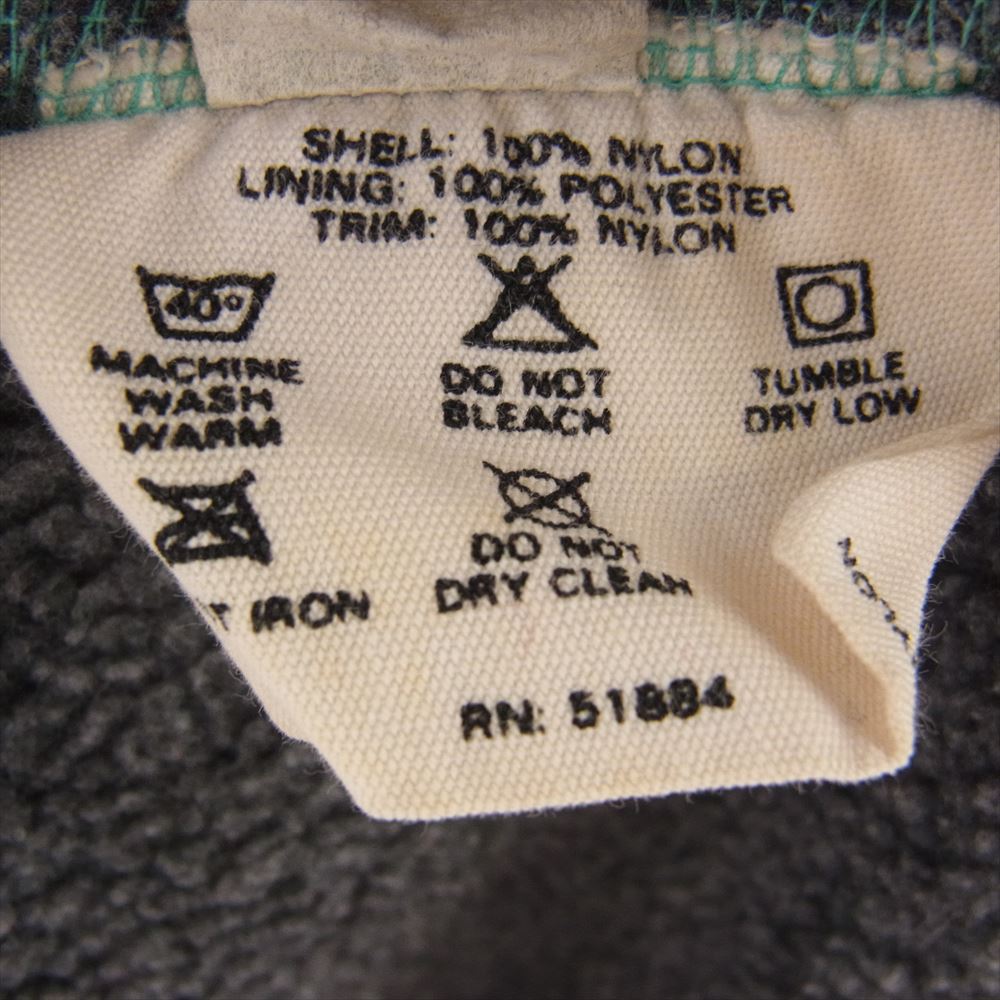 SHELL: 100% NYLON
LINING: 100% POLYESTER
TRIM: 100% NYLON
40°
MACHINE
WASH
WARM
DO NOT
BLEACH
TUMBLE
DRY LOW
T IRON
DO NOT
DRY CLEAN
RN: 51884